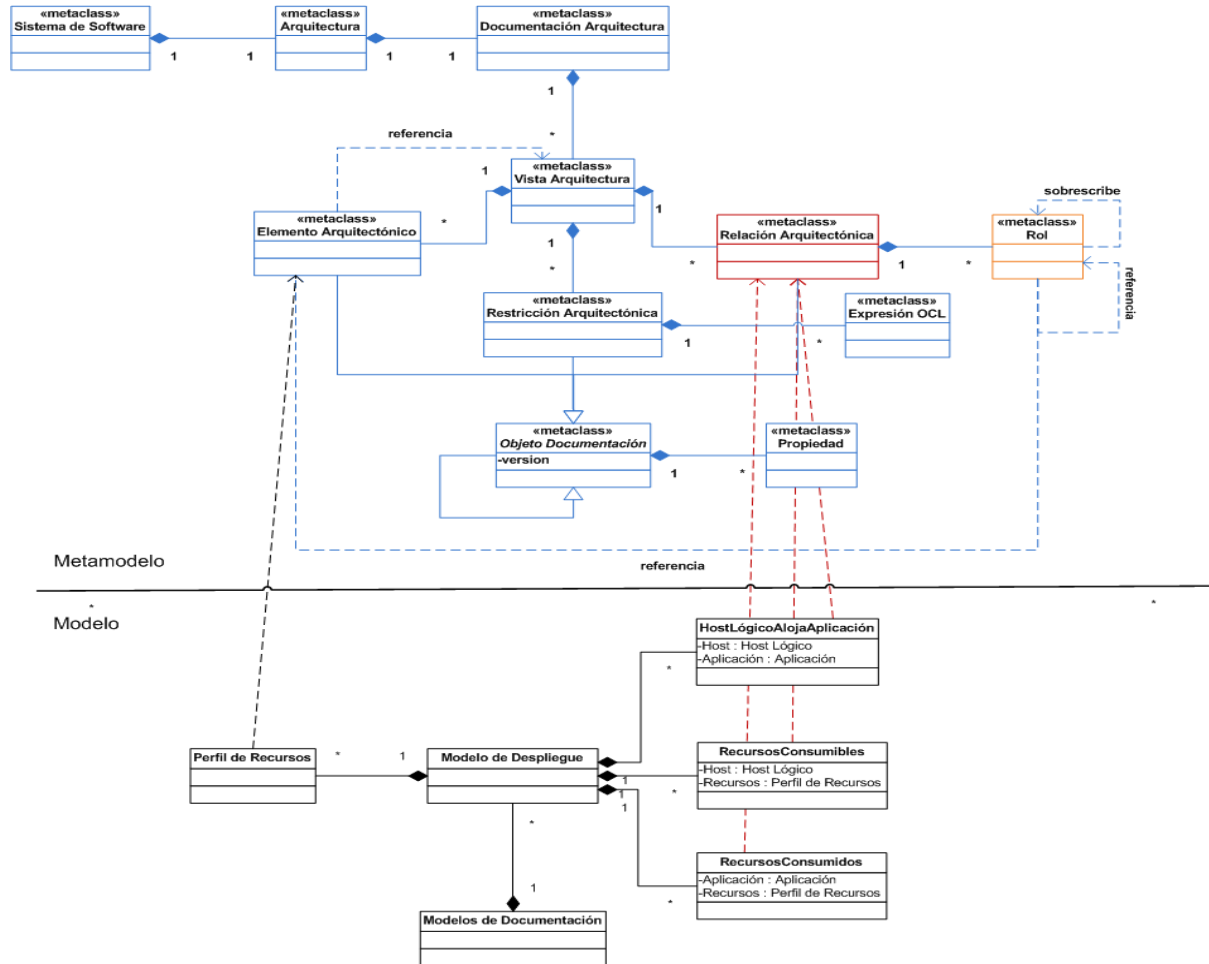 «metaclass»
Sistema de Software
«metaclass»
Arquitectura
«metaclass»
Documentación Arquitectura
1
1
1
1
1
*
referencia
«metaclass»
Vista Arquitectura
1
*
1
1
*
*
«metaclass»
Elemento Arquitectónico
«metaclass»
Relación Arquitectónica
1
*
sobrescribe
«metaclass»
Rol
referencia
«metaclass»
Restricción Arquitectónica
1
*
«metaclass»
Expresión OCL
«metaclass»
Objeto Documentación
-version
1
*
«metaclass»
Propiedad
Metamodelo
referencia
*
*
Modelo
HostLógicoAlojaAplicación
-Host : Host Lógico
-Aplicación : Aplicación
*
Perfil de Recursos
*
1
Modelo de Despliegue
1
1
1
*
RecursosConsumibles
-Host : Host Lógico
-Recursos : Perfil de Recursos
*
RecursosConsumidos
-Aplicación : Aplicación
-Recursos : Perfil de Recursos
*
1
Modelos de Documentación